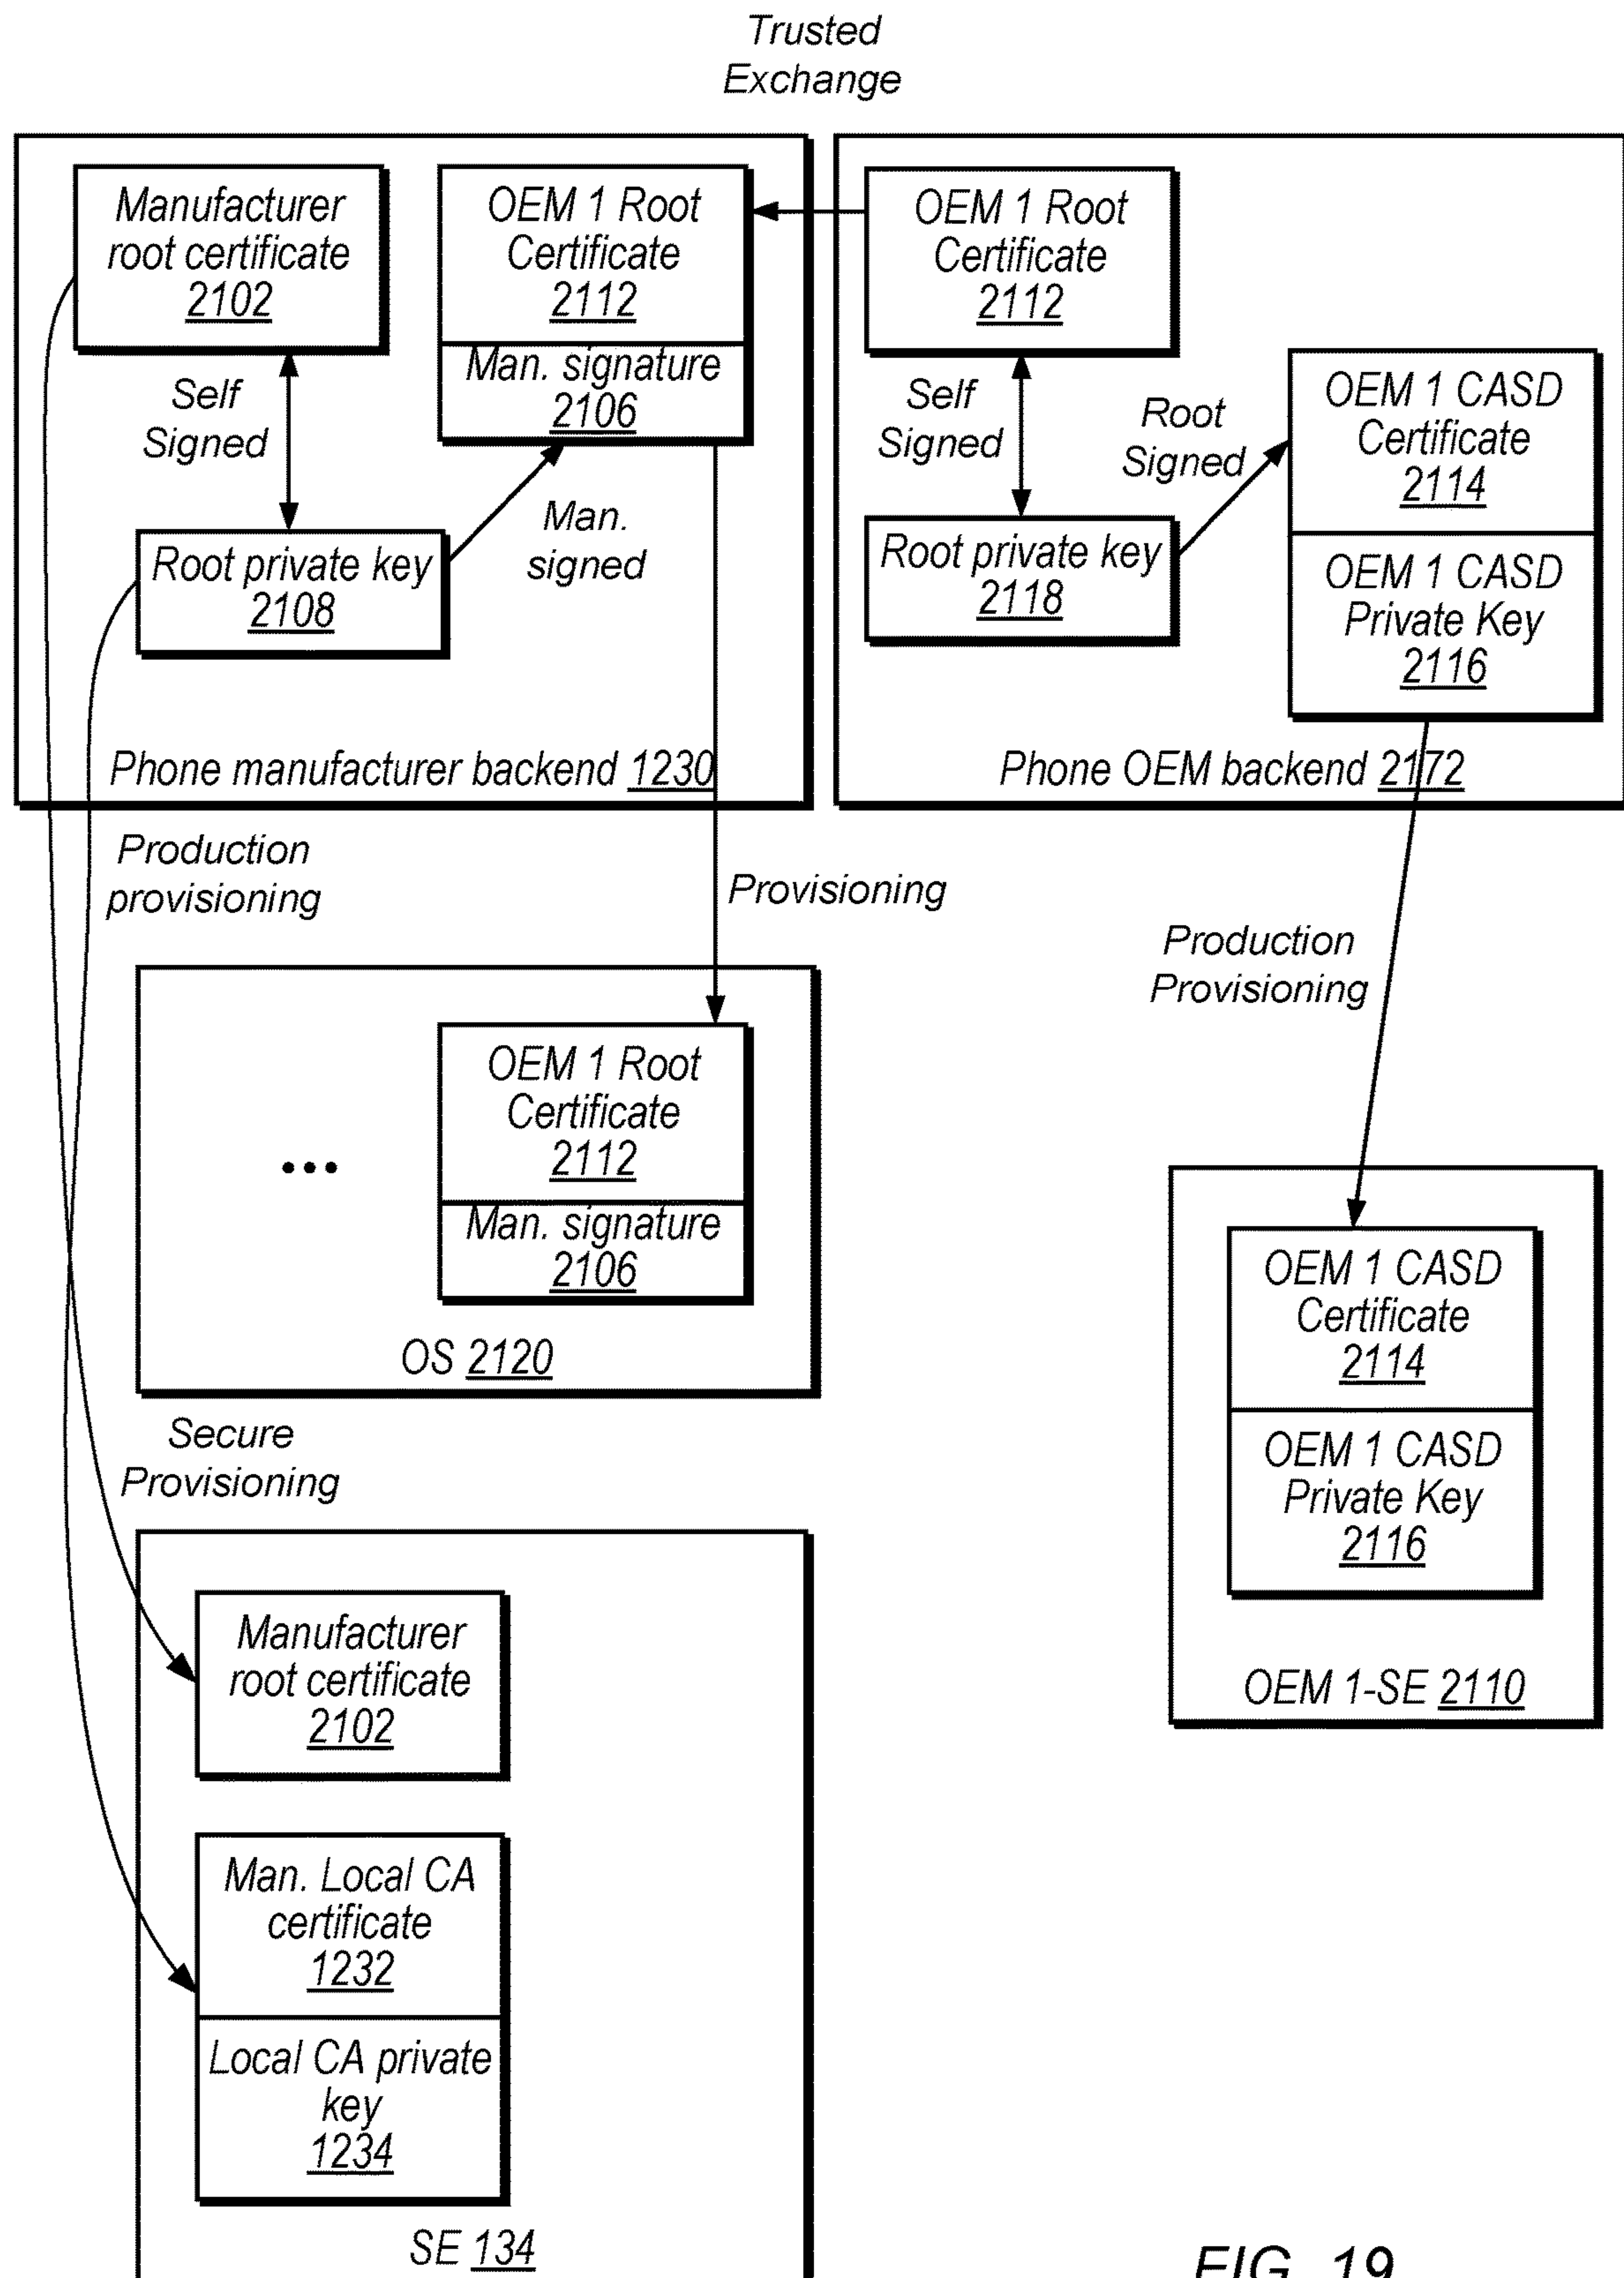 Trusted
Exchange
Manufacturer
root certificate
2102
OEM 1 Root
Certificate
2112
Man. signature
2106
Self
Signed
Man.
signed
Root private key
2108
Phone manufacturer backend 1230
OEM 1 Root
Certificate
2112
Self
Signed
Root
Signed
OEM 1 CASD
Certificate
2114
OEM 1 CASD
Private Key
2116
Root private key
2118
Phone OEM backend 2172
Production
provisioning
Provisioning
Production
Provisioning
OEM 1 Root
Certificate
2112
...
Man. signature
2106
OS 2120
OEM 1 CASD
Certificate
2114
OEM 1 CASD
Private Key
2116
OEM 1-SE 2110
Secure
Provisioning
Manufacturer
root certificate
2102
Man. Local CA
certificate
1232
Local CA private
key
1234
SE 134
FIG. 19